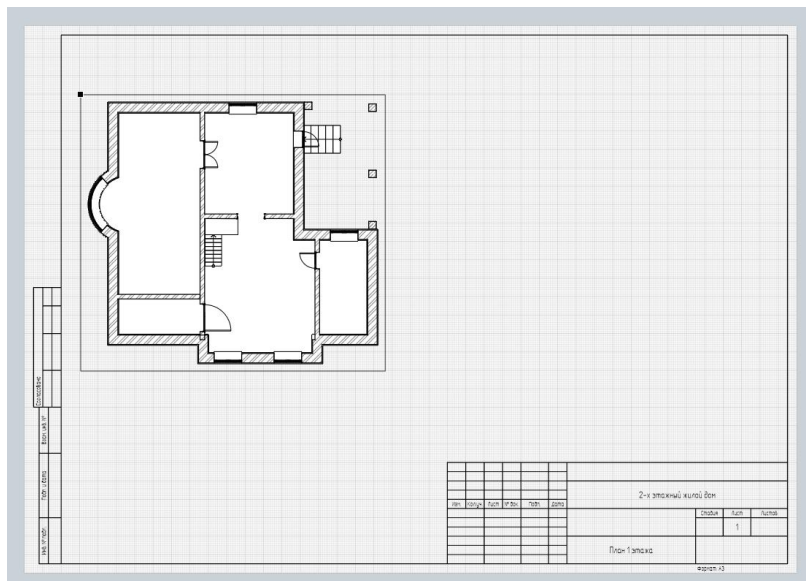 2-х этажный жилой дом
Изм.
Кол.уч
Лист
№ док.
Подп.
Дата
Стадия
Лист
Листов
1
План 1 этажа
Формат А3
Согласовано
Взам. инв. №
Подп. и дата
Инв. № подл.